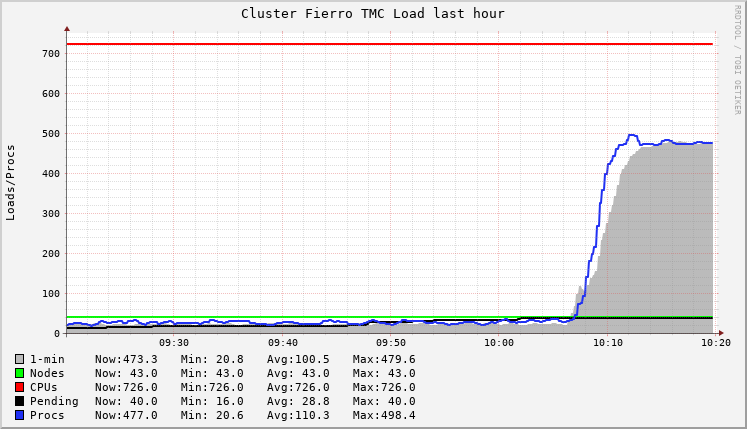 Cluster Fierro TMC Load last hour
RRDTOOL / TOBI OETIKER
Loads/Procs
700
600
500
400
300
200
100
0
09:30 09:40 09:50 10:00 10:10 10:20
1-min Now:473.3 Min: 20.8 Avg:100.5 Max:479.6
Nodes Now: 43.0 Min: 43.0 Avg: 43.0 Max: 43.0
CPUs Now:726.0 Min:726.0 Avg:726.0 Max:726.0
Pending Now: 40.0 Min: 16.0 Avg: 28.8 Max: 40.0
Procs Now:477.0 Min: 20.6 Avg:110.3 Max:498.4